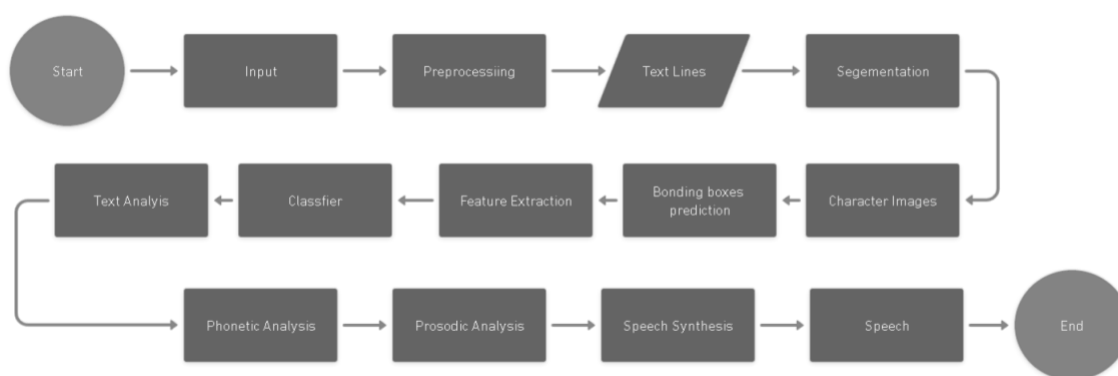 Start
Input
Preprocessiing
Text Lines
Segementation
Character Images
Bonding boxes
prediction
Feature Extraction
Classfier
Text Analyis
Phonetic Analysis
Prosodic Analysis
Speech Synthesis
Speech
End